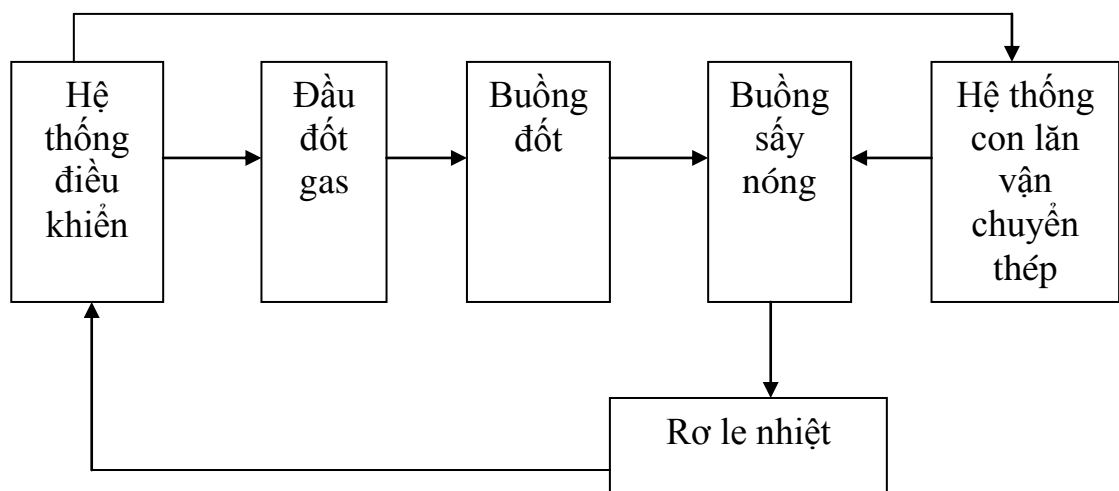 Hệ
thống
điều
khiển
Đầu
đốt
gas
Buồng
đốt
Buồng
sấy
nóng
Hệ thống
con lăn
vận
chuyển
thép
Rơ le nhiệt